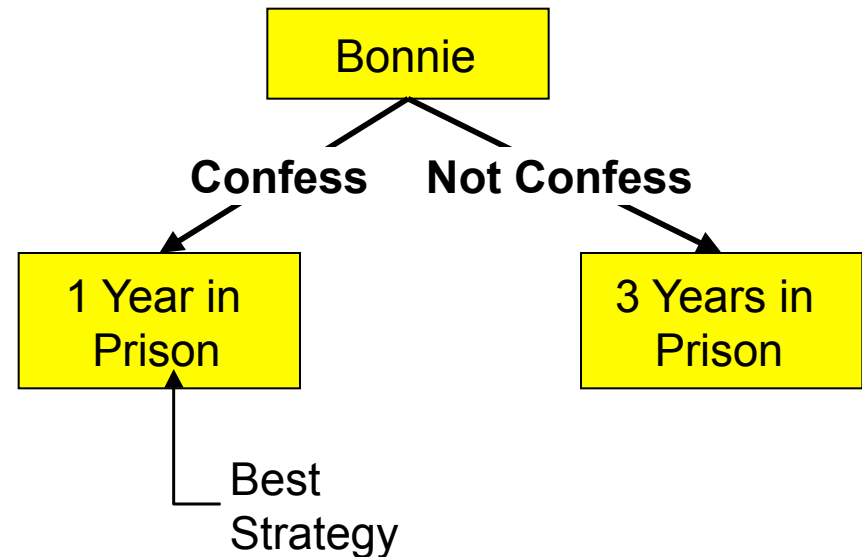 Bonnie
Confess
Not Confess
1 Year in
Prison
3 Years in
Prison
Best
Strategy